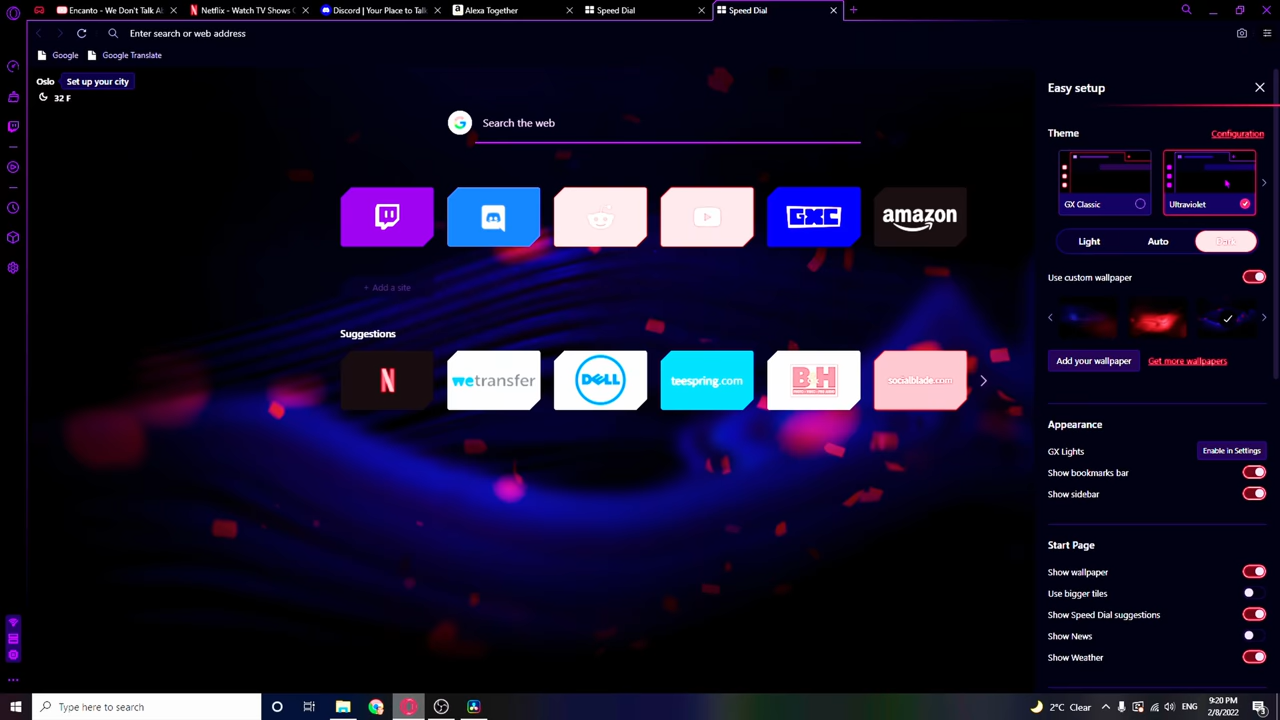 Encanto - We Don't Talk Al
Netflix - Watch TV Shows O
Discord | Your Place to Talk
Alexa Together
Speed Dial
Speed Dial
Enter search or web address
Google
Google Translate
Oslo
Set up your city
32 F
Search the web
GXC
amazon
+ Add a site
Suggestions
N
wetransfer
DELL
teespring.com
B&H
socialblade.com
Easy setup
Theme
Configuration
GX Classic
Ultraviolet
Light
Auto
Dark
Use custom wallpaper
Add your wallpaper
Get more wallpapers
Appearance
GX Lights
Enable in Settings
Show bookmarks bar
Show sidebar
Start Page
Show wallpaper
Use bigger tiles
Show Speed Dial suggestions
Show News
Show Weather
Type here to search
2°C Clear
ENG
9:20 PM
2/8/2022